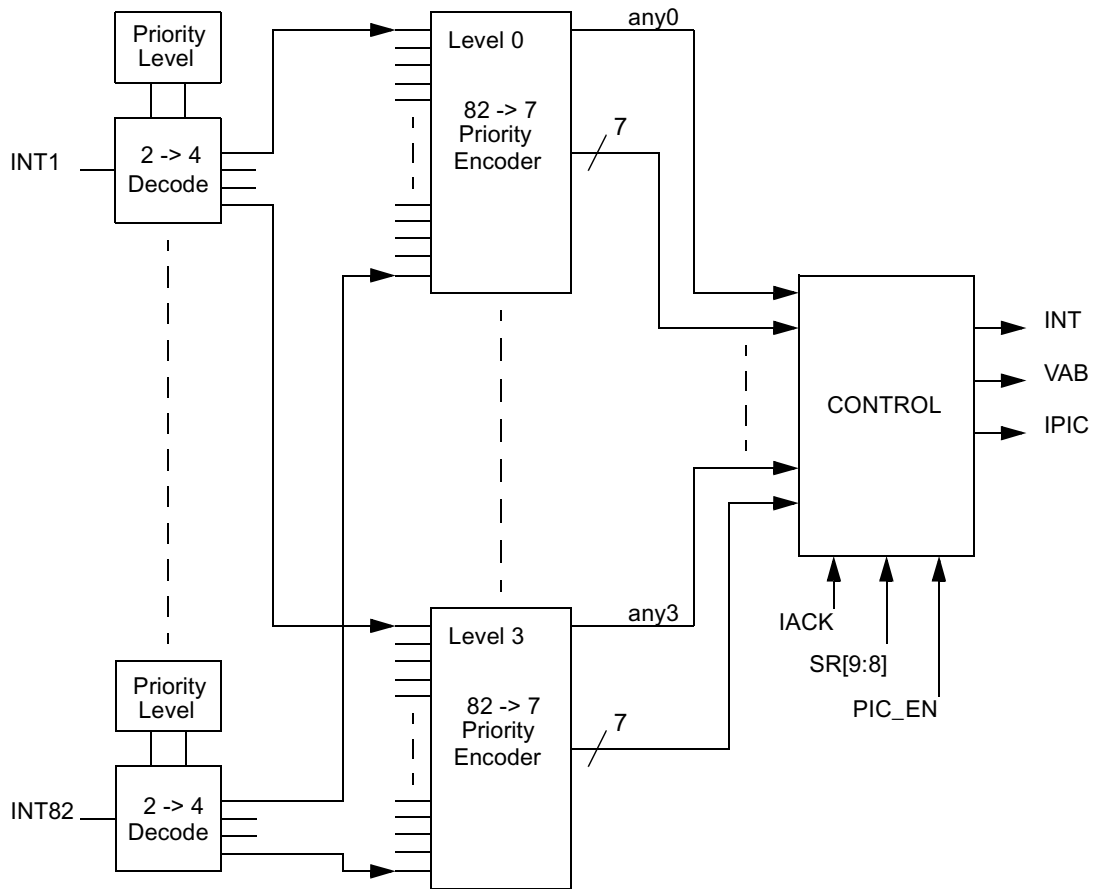 Priority
Level
INT1
2 -> 4
Decode
Level 0
82 -> 7
Priority
Encoder
any0
7
INT
VAB
IPIC
CONTROL
IACK
SR[9:8]
PIC_EN
Priority
Level
INT82
2 -> 4
Decode
Level 3
82 -> 7
Priority
Encoder
any3
7